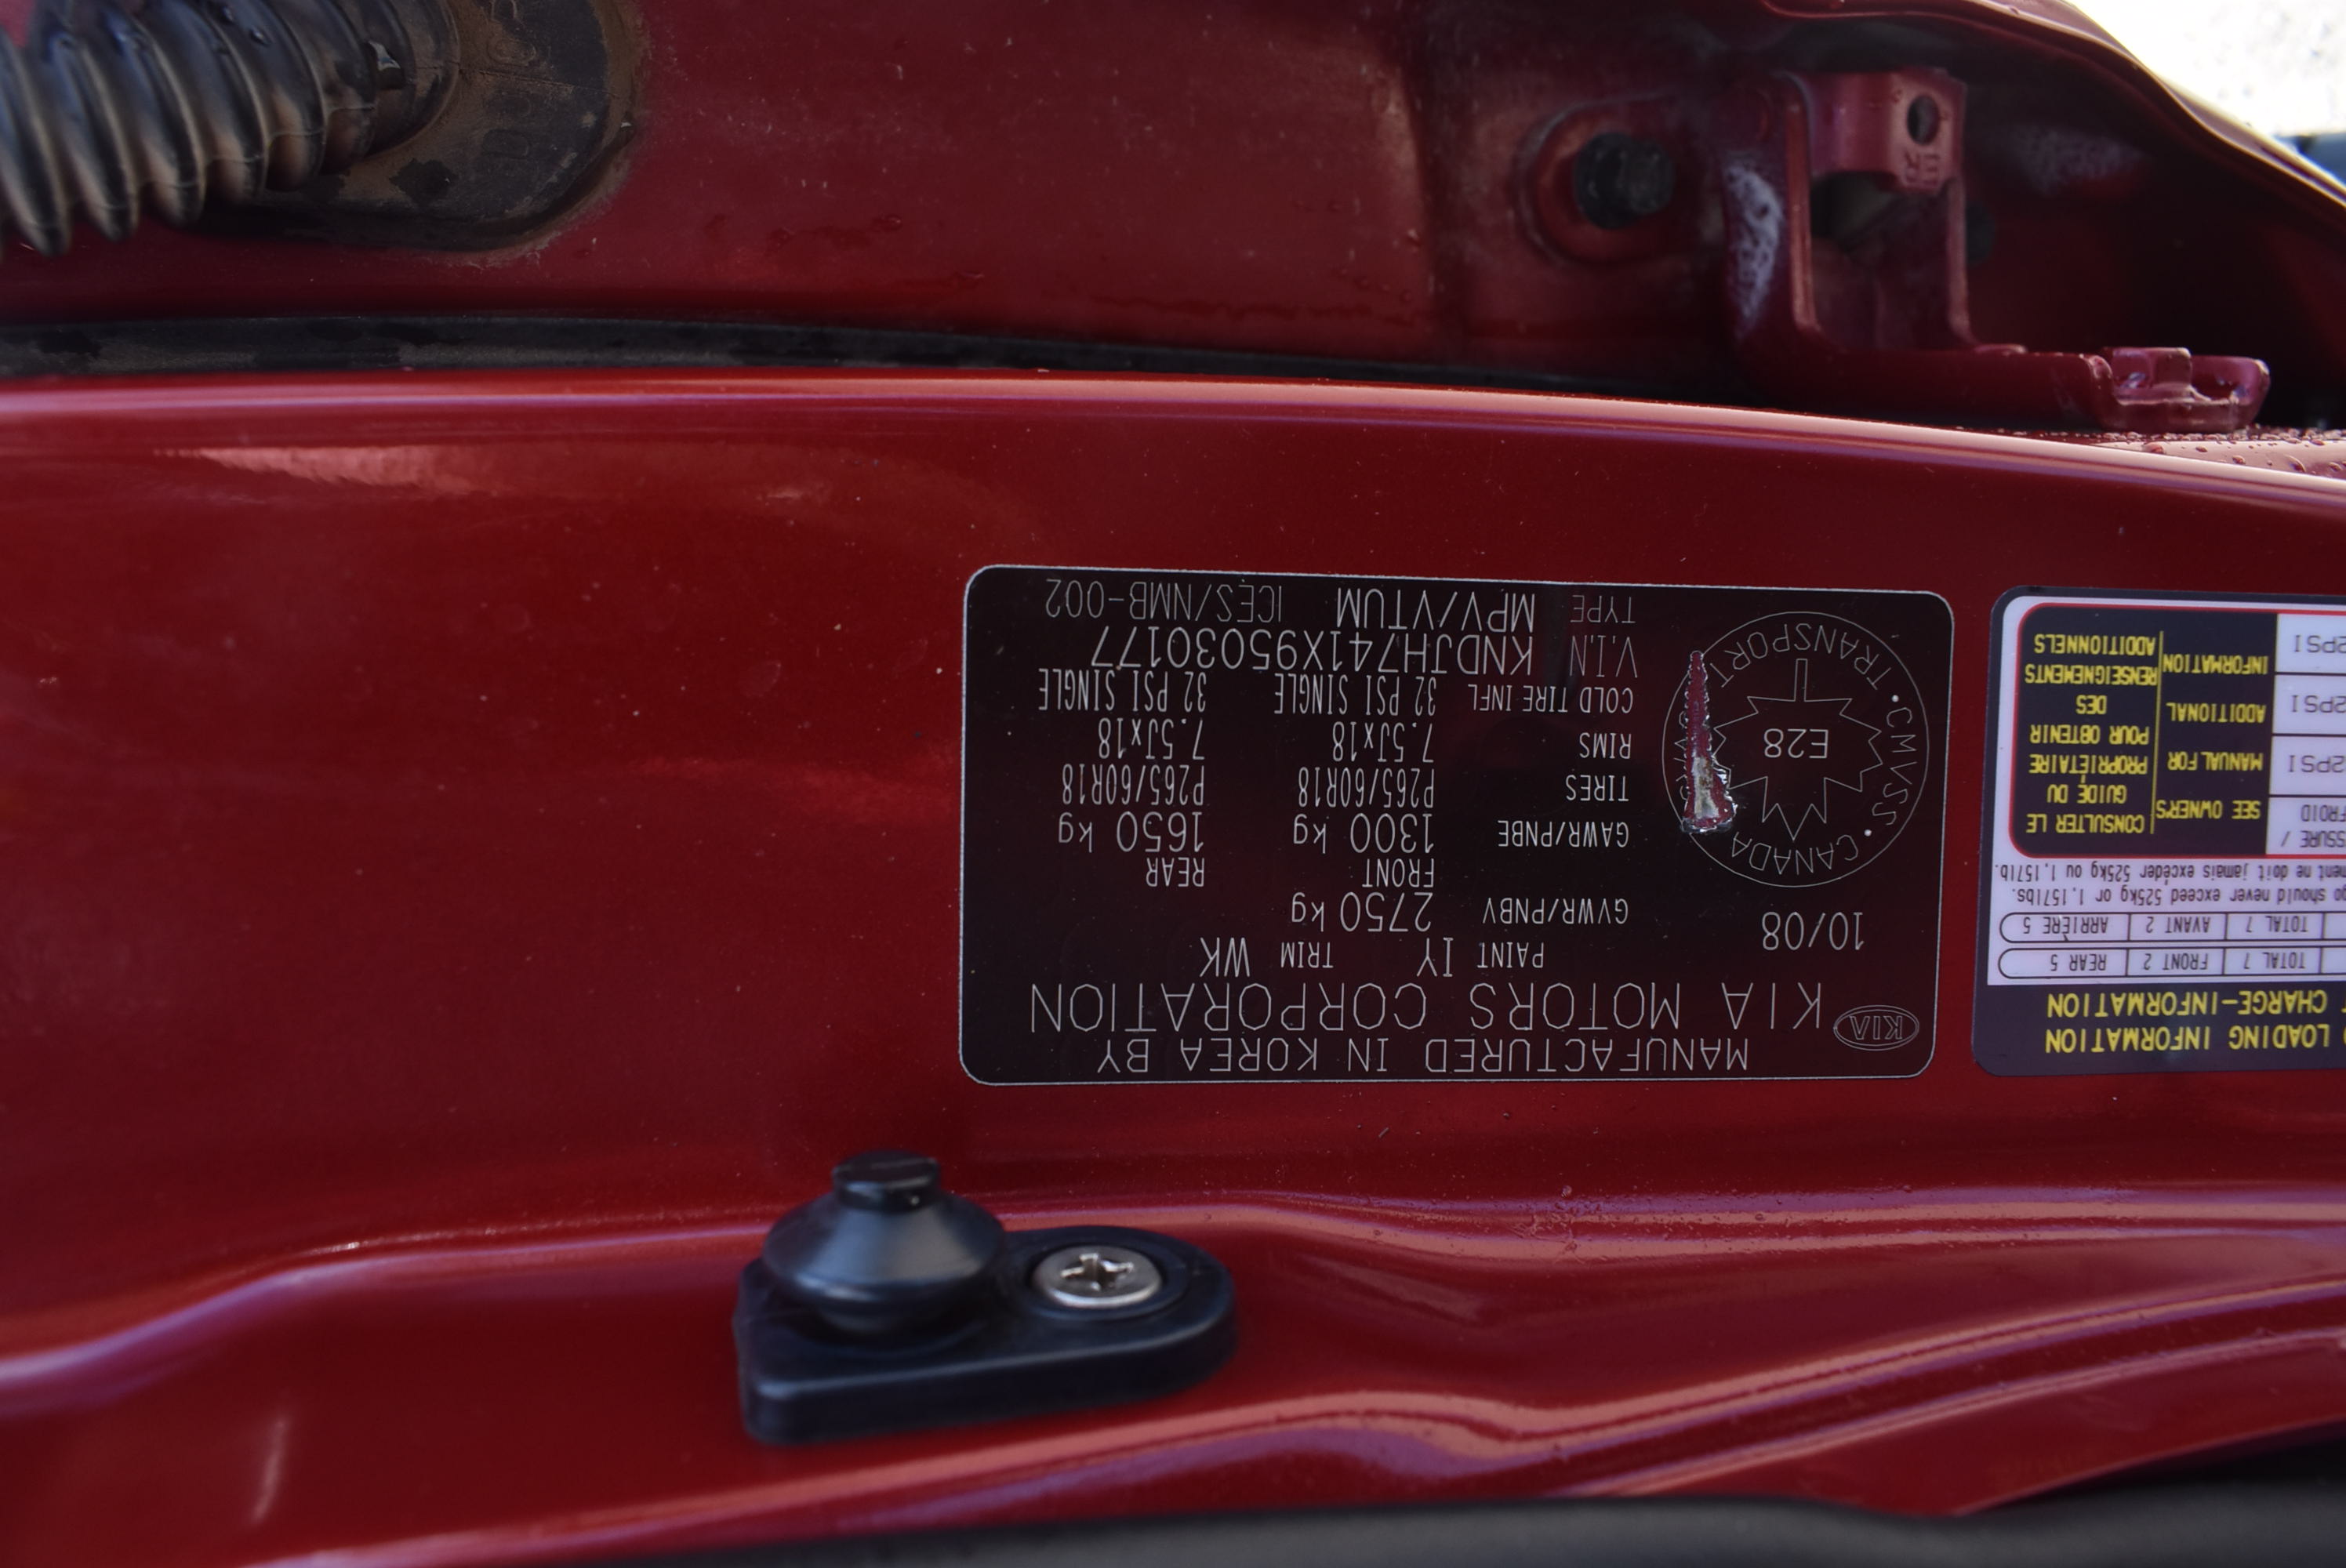 MANUFACTURED IN KOREA BY
KIA KIA MOTORS CORPORATION
10/08 PAINT IY TRIM WK
GVWR/PNBV 2750 kg
FRONT REAR
GAWR/PNBE 1300 kg 1650 kg
TIRES P265/60R18 P265/60R18
RIMS 7.5Jx18 7.5Jx18
COLD TIRE INFL 32 PSI SINGLE 32 PSI SINGLE
V.I.N KNDJH741X95030177
TYPE MPV/VTUM ICES/NMB-002
CANADA • CMVSS • TRANSPORT
E28
LOADING INFORMATION
CHARGE-INFORMATION
TOTAL 7 FRONT 2 REAR 5
TOTAL 7 AVANT 2 ARRIÈRE 5
should never exceed 525kg or 1,157lbs.
ne doit jamais excéder 525kg ou 1,157lb.
FROID
2PSI
2PSI
2PSI
SEE OWNER'S
MANUAL FOR
ADDITIONAL
INFORMATION
CONSULTER LE
GUIDE DU
PROPRIÉTAIRE
POUR OBTENIR
DES
RENSEIGNEMENTS
ADDITIONNELS